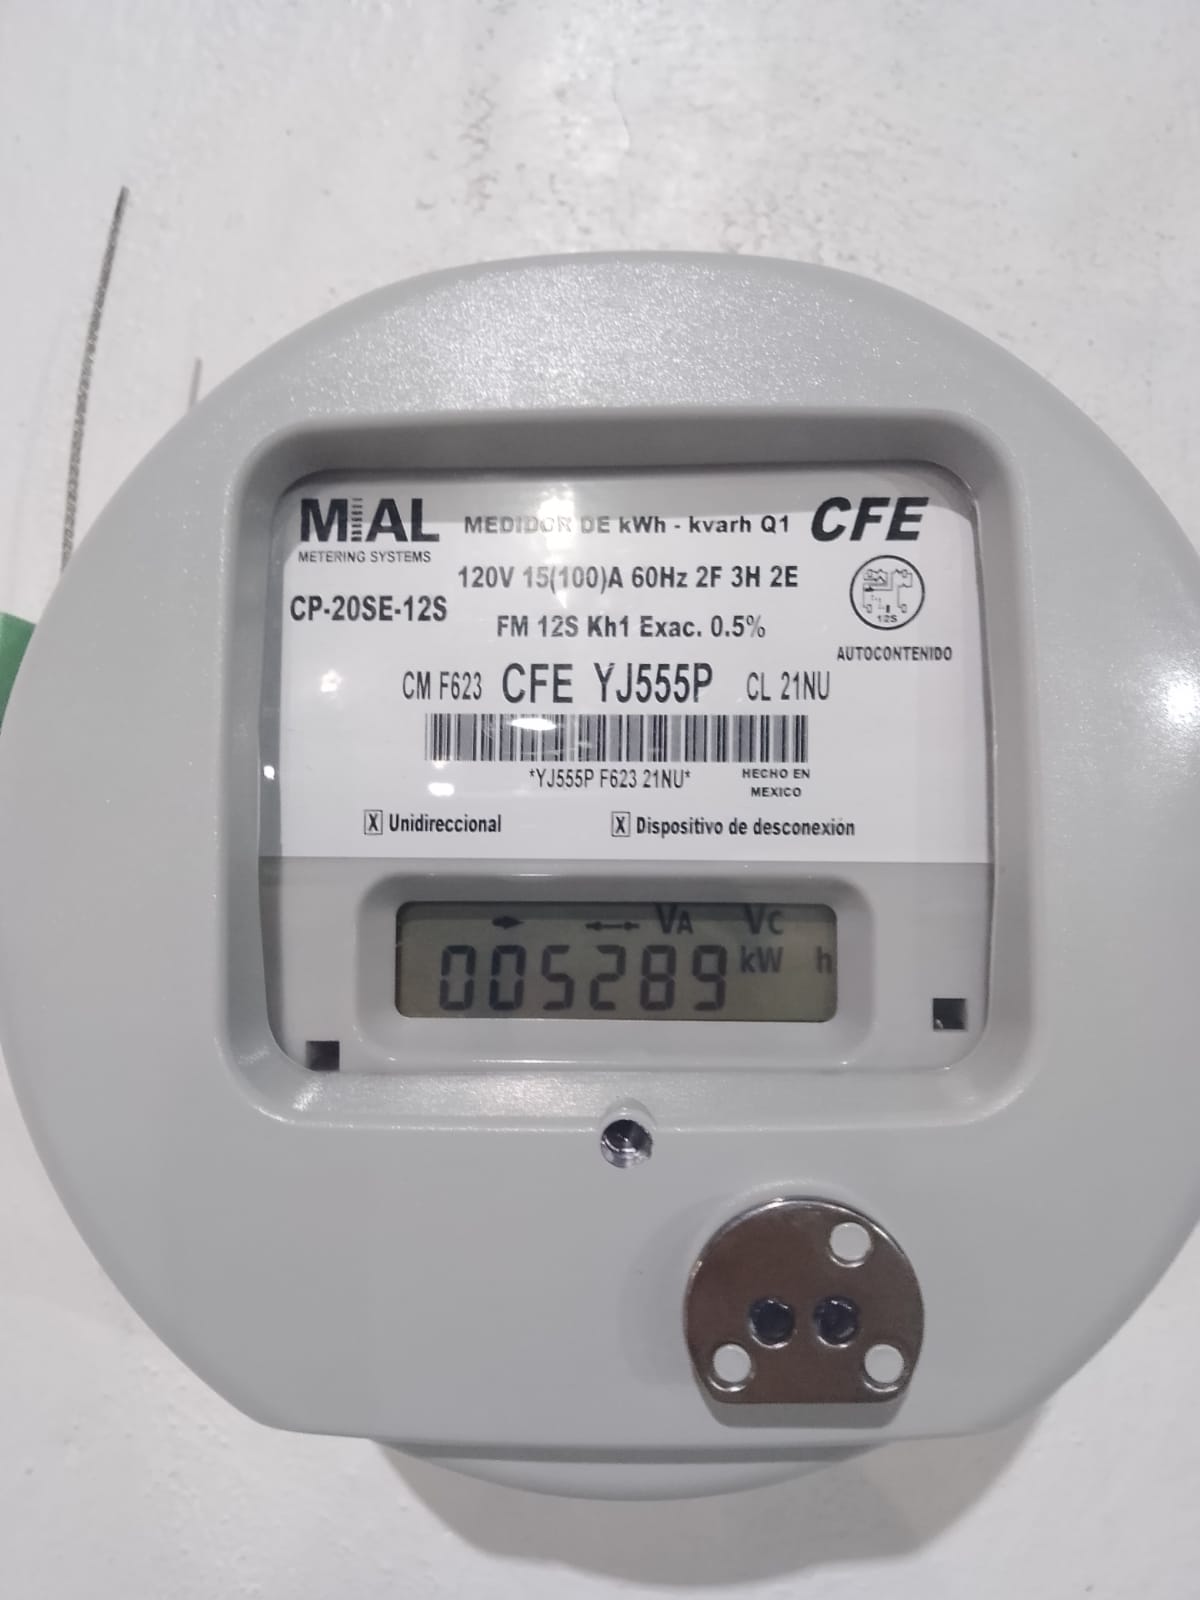 MIAL MEDIDOR DE kWh - kvarh Q1 CFE
METERING SYSTEMS
120V 15(100)A 60Hz 2F 3H 2E
CP-20SE-12S
FM 12S Kh1 Exac. 0.5%
12S
AUTOCONTENIDO
CM F623 CFE YJ555P CL 21NU
*YJ555P F623 21NU*
HECHO EN
MEXICO
X Unidireccional X Dispositivo de desconexión
VA VC
005289 kW h